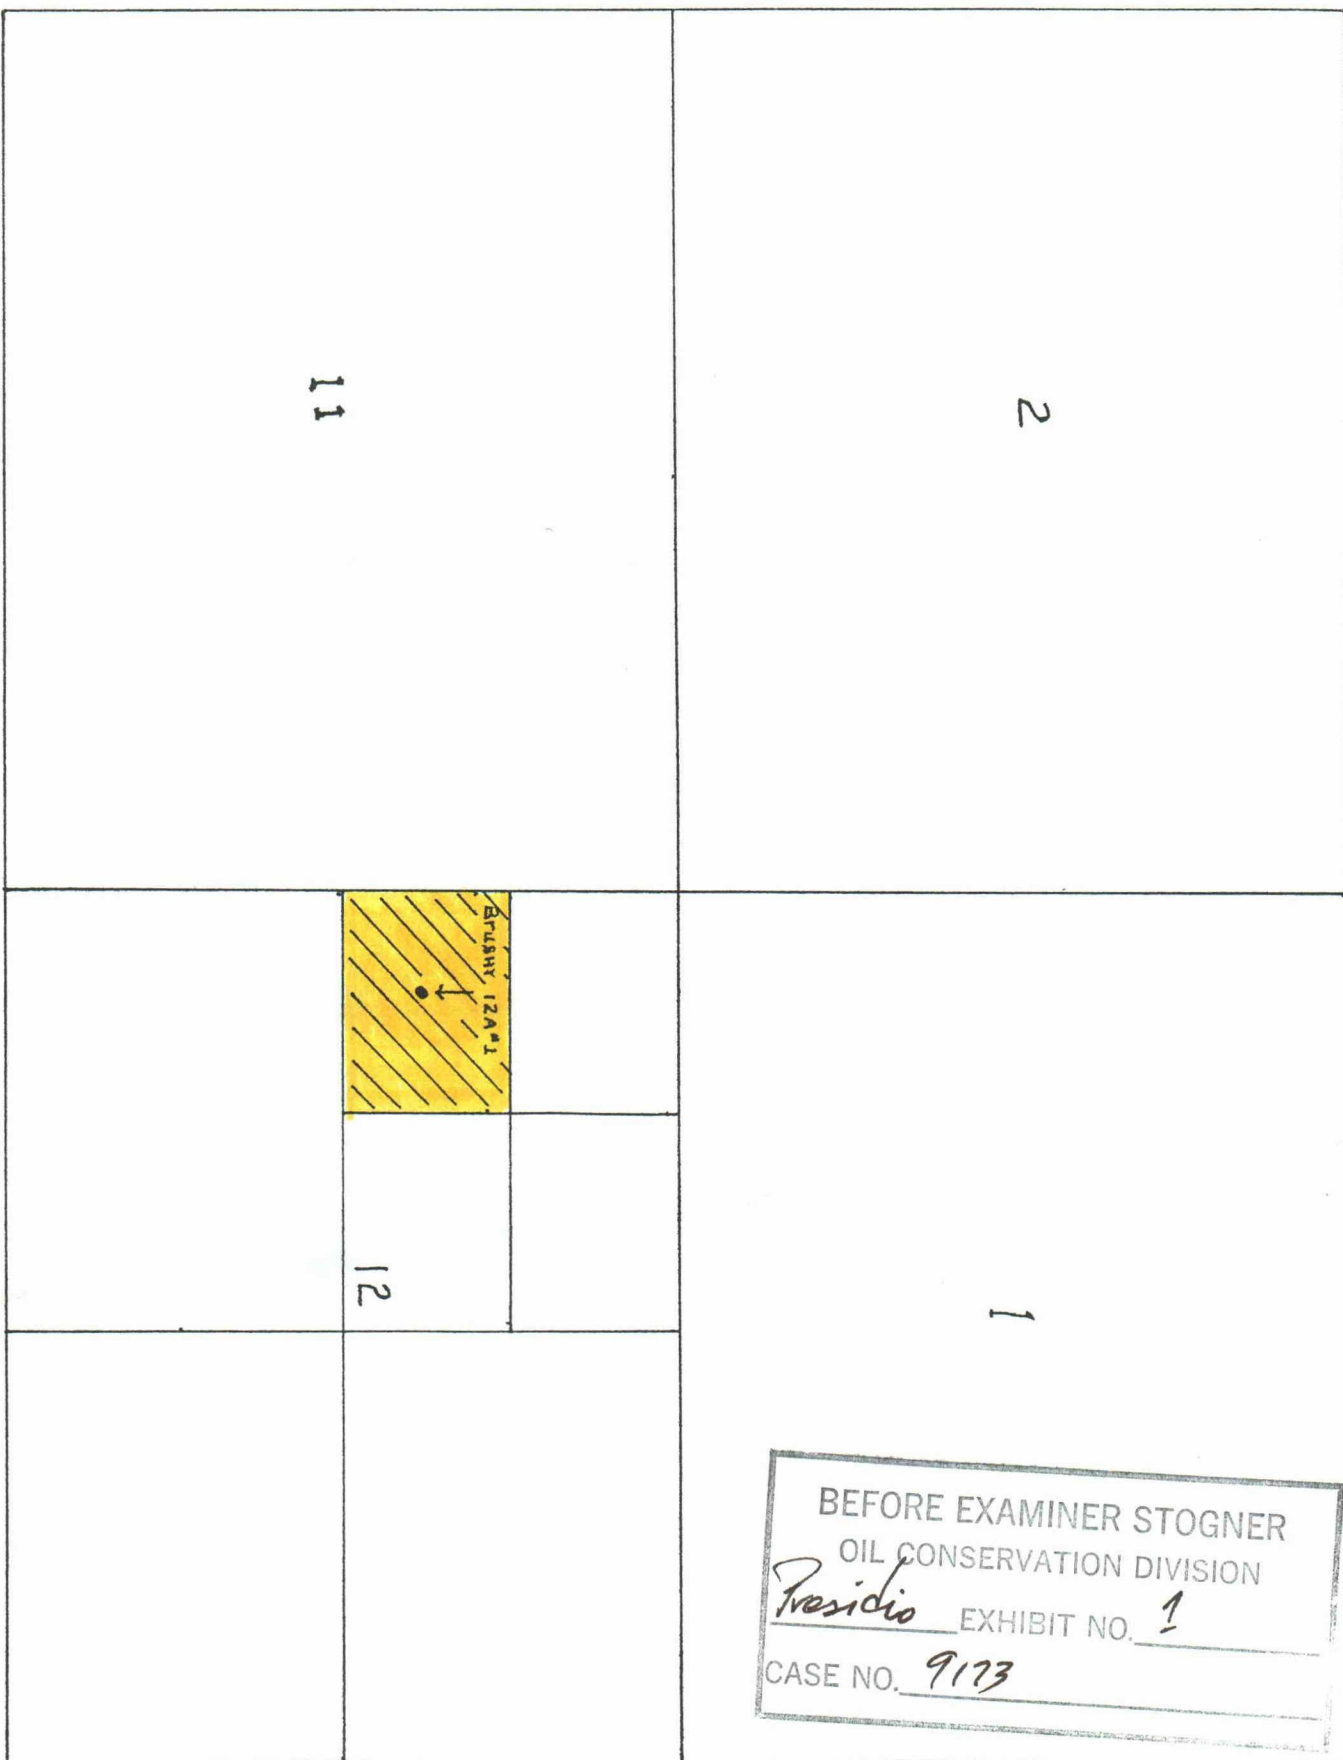 2
11
1
Brushy 12A #1
12
BEFORE EXAMINER STOGNER
OIL CONSERVATION DIVISION
Presidio EXHIBIT NO. 1
CASE NO. 9173